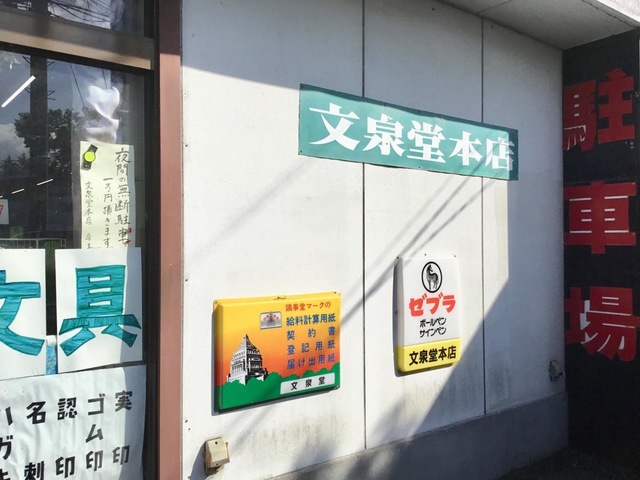 文泉堂本店
駐車場
夜間の無断駐車
一万円頂きます
文泉堂本店
文具
実
ゴム印
認印
名刺
ハガキ
議事堂マークの
給料計算用紙
契約書
登記用紙
届け出用紙
文泉堂
ゼブラ
ボールペン
サインペン
文泉堂本店